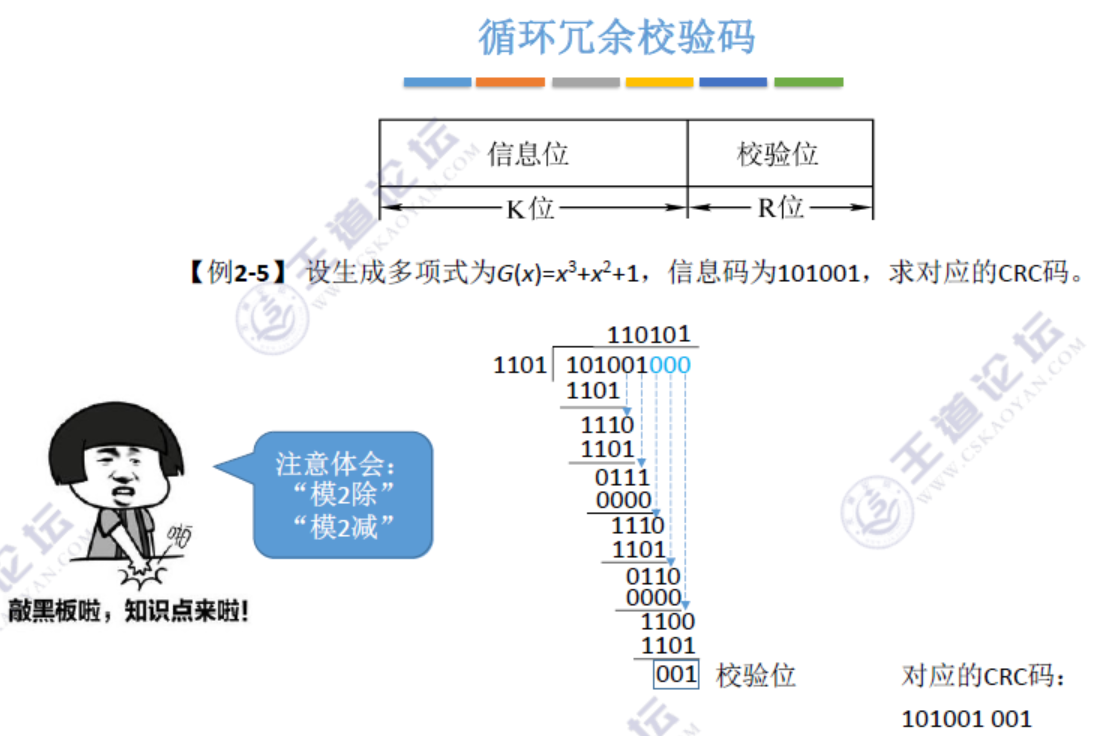 循环冗余校验码
信息位 校验位
K位 R位
【例2-5】 设生成多项式为G(x)=x³+x²+1，信息码为101001，求对应的CRC码。
110101
1101 101001000
1101
1110
1101
0111
0000
1110
1101
0110
0000
1100
1101
001 校验位
对应的CRC码：
101001 001
注意体会：
“模2除”
“模2减”
敲黑板啦，知识点来啦！
王道论坛
WWW.CSKAOYAN.COM